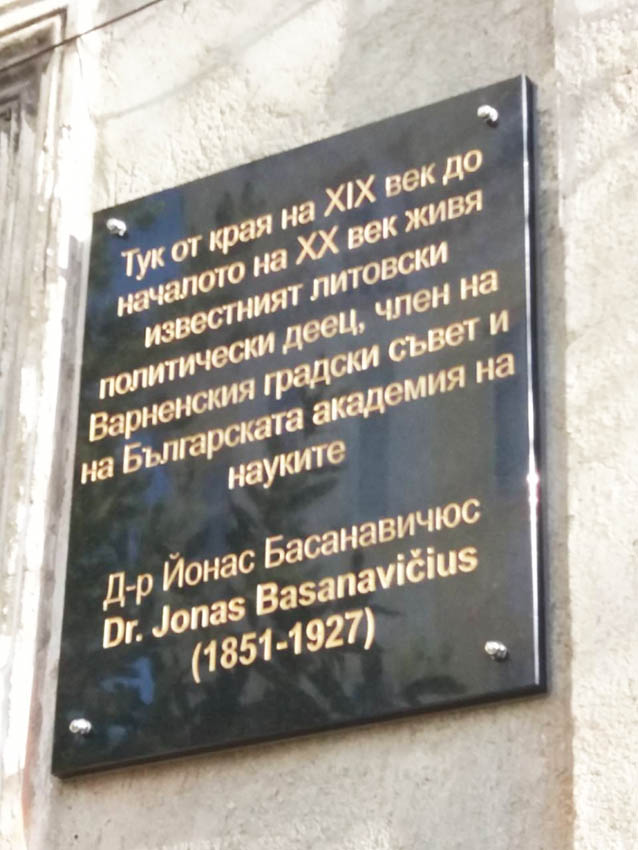 Тук от края на XIX век до
началото на XX век живя
известният литовски
политически деец, член на
Варненския градски съвет и
на Българската академия на
науките
Д-р Йонас Басанавичюс
Dr. Jonas Basanavičius
(1851-1927)